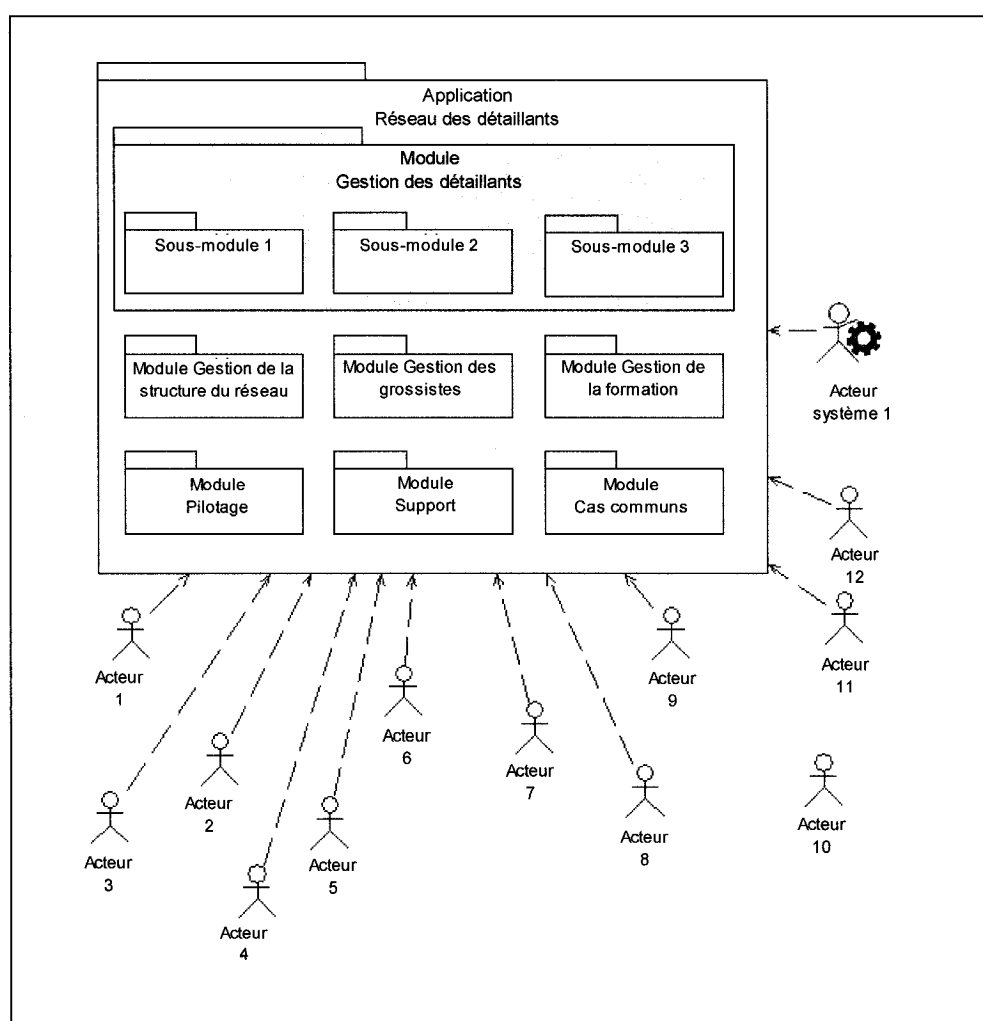 Application
Réseau des détaillants
Module
Gestion des détaillants
Sous-module 1
Sous-module 2
Sous-module 3
Module Gestion de la
structure du réseau
Module Gestion des
grossistes
Module Gestion de
la formation
Module
Pilotage
Module
Support
Module
Cas communs
Acteur
système 1
Acteur
12
Acteur
11
Acteur
1
Acteur
9
Acteur
6
Acteur
7
Acteur
2
Acteur
8
Acteur
10
Acteur
3
Acteur
5
Acteur
4